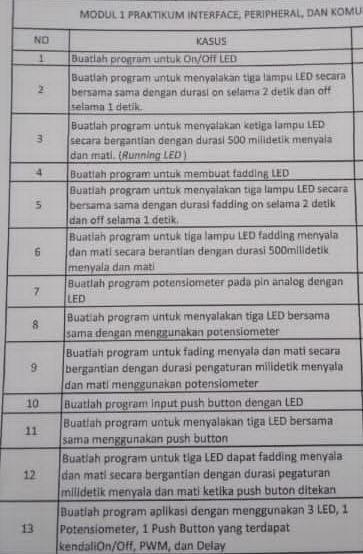 MODUL 1 PRAKTIKUM INTERFACE, PERIPHERAL, DAN KOMU
NO KASUS
1 Buatlah program untuk On/Off LED
Buatlah program untuk menyalakan tiga lampu LED secara
2 bersama sama dengan durasi on selama 2 detik dan off
selama 1 detik.
Buatlah program untuk menyalakan ketiga lampu LED
3 secara bergantian dengan durasi 500 milidetik menyala
dan mati. (Running LED)
4 Buatlah program untuk membuat fadding LED
Buatlah program untuk menyalakan tiga lampu LED secara
5 bersama sama dengan durasi fadding on selama 2 detik
dan off selama 1 detik.
Buatlah program untuk tiga lampu LED fadding menyala
6 dan mati secara berantian dengan durasi 500milidetik
menyala dan mati
7 Buatlah program potensiometer pada pin analog dengan
LED
8 Buatlah program untuk menyalakan tiga LED bersama
sama dengan menggunakan potensiometer
Buatlah program untuk fading menyala dan mati secara
9 bergantian dengan durasi pengaturan milidetik menyala
dan mati menggunakan potensiometer
10 Buatlah program input push button dengan LED
11 Buatlah program untuk menyalakan tiga LED bersama
sama menggunakan push button
Buatlah program untuk tiga LED dapat fadding menyala
12 dan mati secara bergantian dengan durasi pegaturan
milidetik menyala dan mati ketika push buton ditekan
Buatlah program aplikasi dengan menggunakan 3 LED, 1
13 Potensiometer, 1 Push Button yang terdapat
kendaliOn/Off, PWM, dan Delay